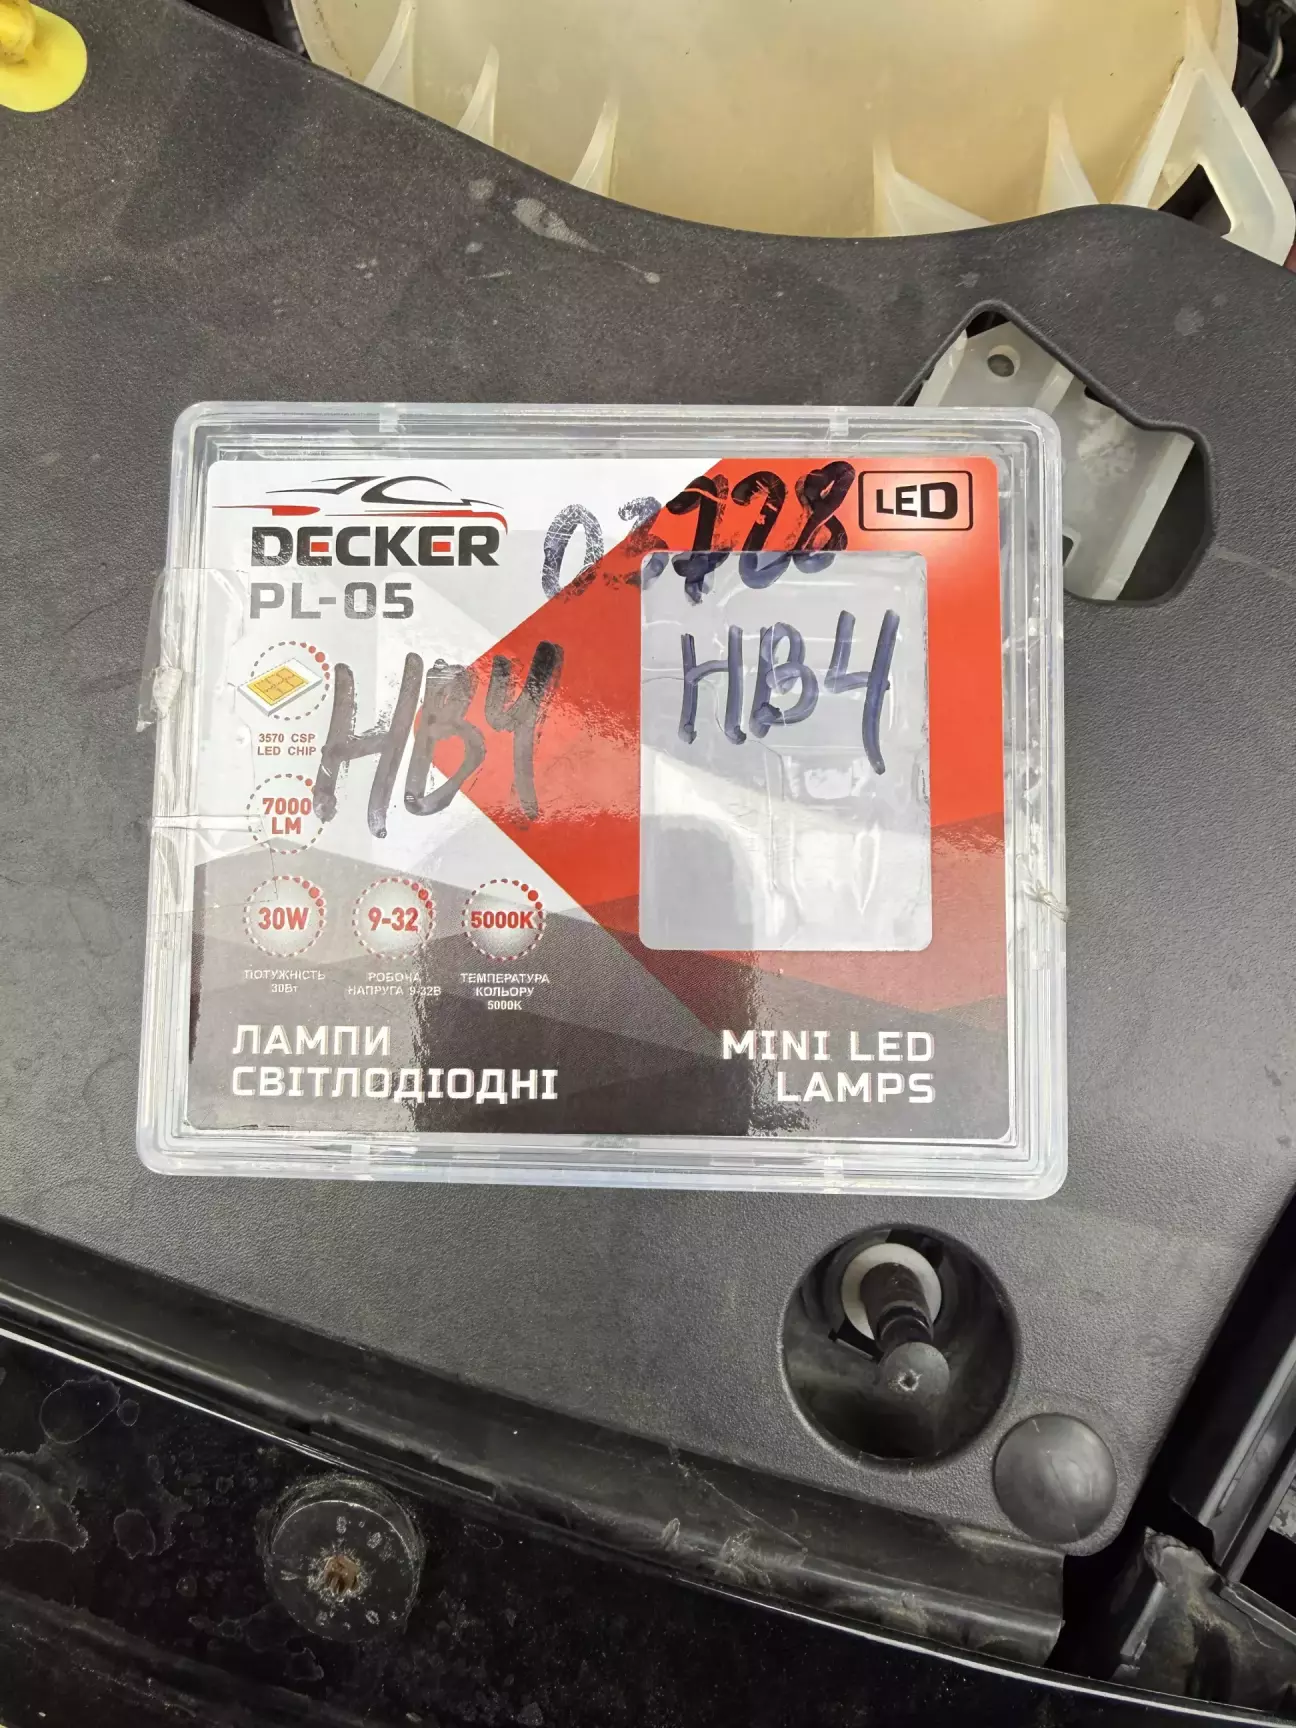 DECKER
PL-05
03728
LED
HB4
HB4
3570 CSP
LED CHIP
7000
LM
30W
9-32
5000K
ПОТУЖНІСТЬ
30Вт
РОБОЧА
НАПРУГА 9-32В
ТЕМПЕРАТУРА
КОЛЬОРУ
5000K
ЛАМПИ
СВІТЛОДІОДНІ
MINI LED
LAMPS